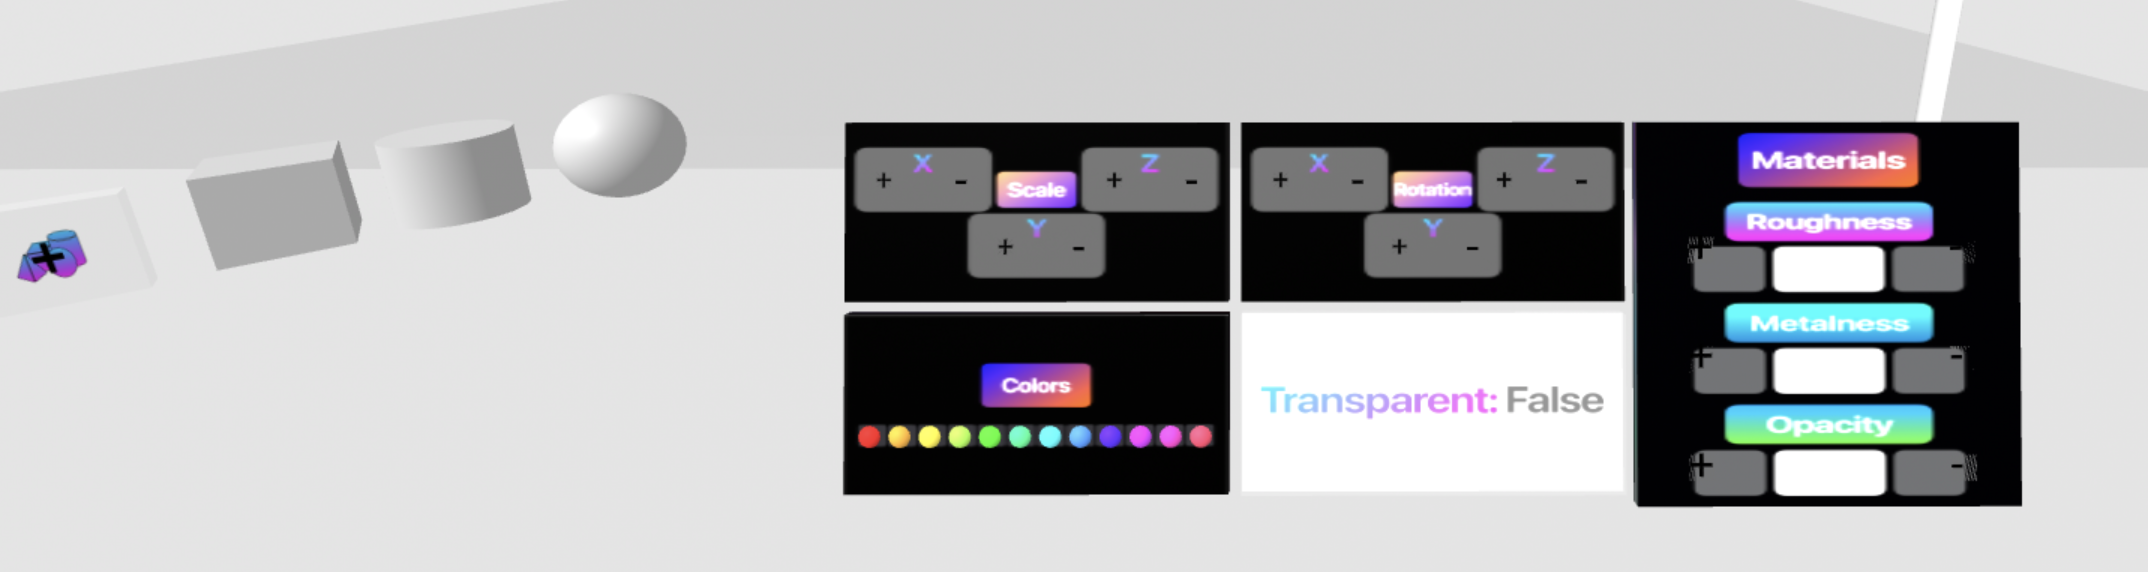 X
+ -
Scale
Z
+ -
Y
+ -
X
+ -
Rotation
Z
+ -
Y
+ -
Colors
Transparent: False
Materials
Roughness
+ -
Metalness
+ -
Opacity
+ -